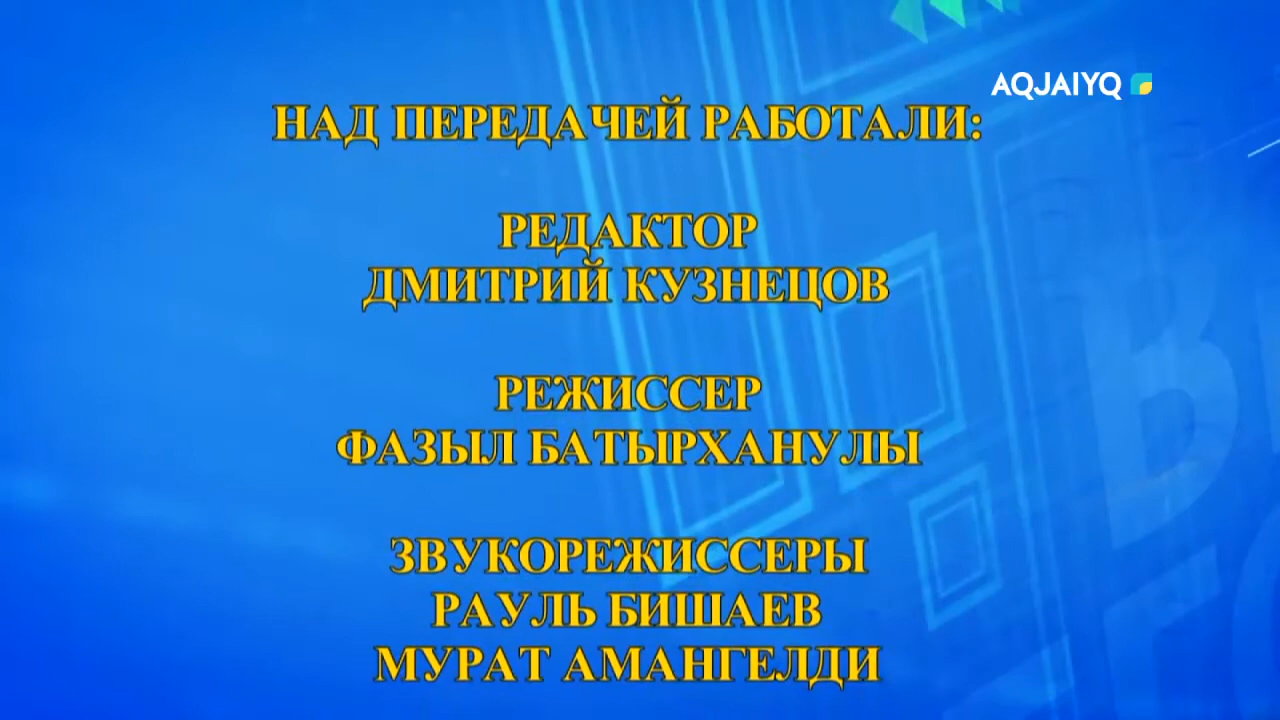 AQJAIYQ
НАД ПЕРЕДАЧЕЙ РАБОТАЛИ:
РЕДАКТОР
ДМИТРИЙ КУЗНЕЦОВ
РЕЖИССЕР
ФАЗЫЛ БАТЫРХАНУЛЫ
ЗВУКОРЕЖИССЕРЫ
РАУЛЬ БИШАЕВ
МУРАТ АМАНГЕЛДИ